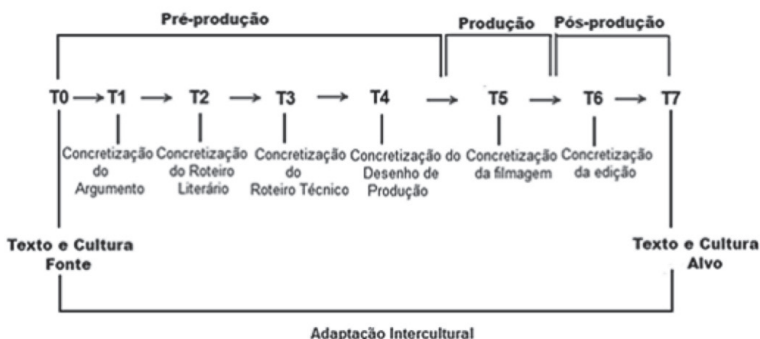 Pré-produção
Produção
Pós-produção
T0 → T1 → T2 → T3 → T4 → T5 → T6 → T7
Concretização
do
Argumento
Concretização
do Roteiro
Literário
Concretização
do
Roteiro Técnico
Concretização do
Desenho de
Produção
Concretização
da filmagem
Concretização
da edição
Texto e Cultura
Fonte
Texto e Cultura
Alvo
Adaptação Intercultural